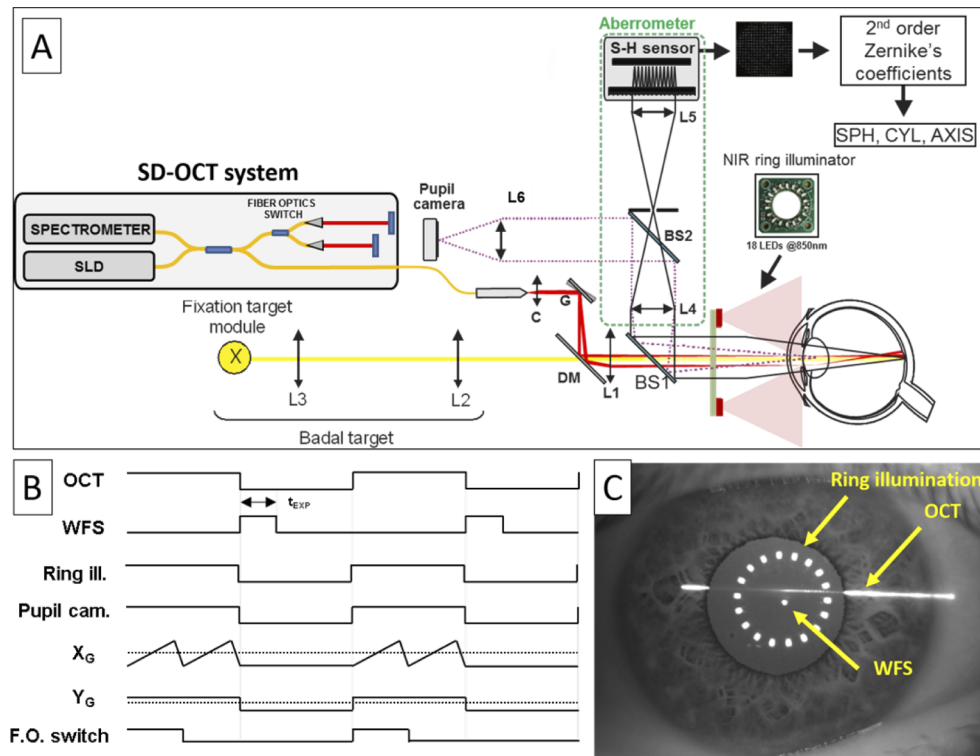 A
Aberrometer
S-H sensor
2nd order
Zernike's
coefficients
SPH, CYL, AXIS
L5
NIR ring illuminator
18 LEDs @850nm
SD-OCT system
FIBER OPTICS
SWITCH
SPECTROMETER
SLD
Pupil
camera
L6
BS2
L4
C
G
DM
L1
BS1
Fixation target
module
X
L3
L2
Badal target
B
OCT
tEXP
WFS
Ring ill.
Pupil cam.
XG
YG
F.O. switch
C
Ring illumination
OCT
WFS